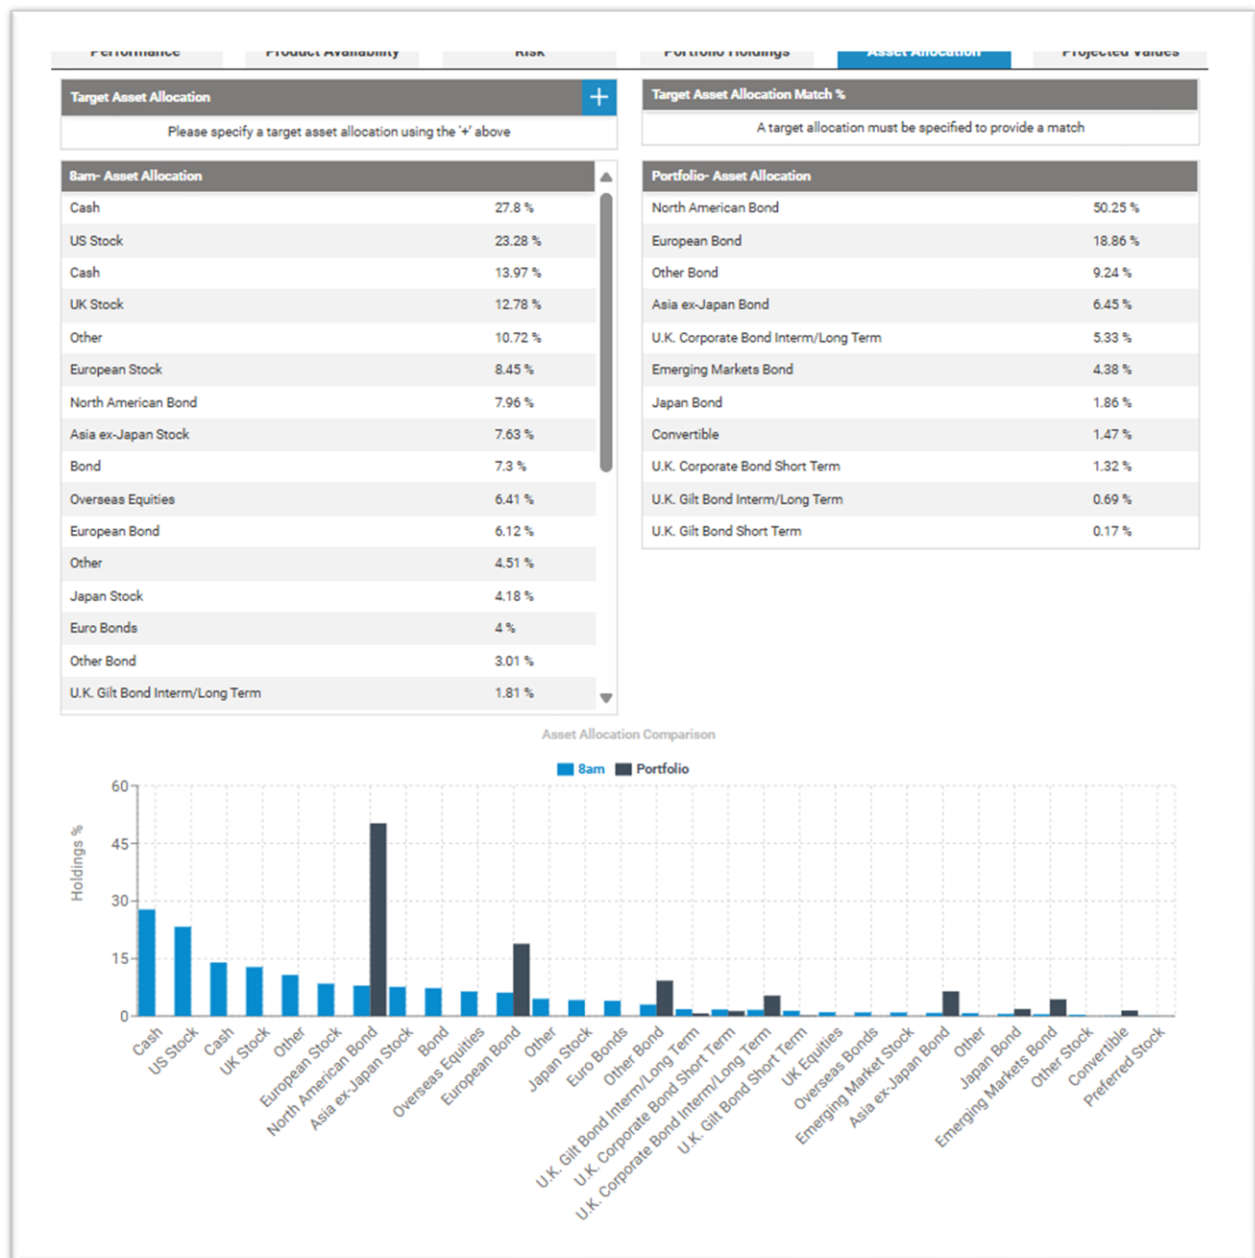 Performance Product Availability Risk Portfolio Holdings Asset Allocation Projected Values
Target Asset Allocation +
Please specify a target asset allocation using the '+' above
Target Asset Allocation Match %
A target allocation must be specified to provide a match
8am- Asset Allocation
Cash 27.8 %
US Stock 23.28 %
Cash 13.97 %
UK Stock 12.78 %
Other 10.72 %
European Stock 8.45 %
North American Bond 7.96 %
Asia ex-Japan Stock 7.63 %
Bond 7.3 %
Overseas Equities 6.41 %
European Bond 6.12 %
Other 4.51 %
Japan Stock 4.18 %
Euro Bonds 4 %
Other Bond 3.01 %
U.K. Gilt Bond Interm/Long Term 1.81 %
Portfolio- Asset Allocation
North American Bond 50.25 %
European Bond 18.86 %
Other Bond 9.24 %
Asia ex-Japan Bond 6.45 %
U.K. Corporate Bond Interm/Long Term 5.33 %
Emerging Markets Bond 4.38 %
Japan Bond 1.86 %
Convertible 1.47 %
U.K. Corporate Bond Short Term 1.32 %
U.K. Gilt Bond Interm/Long Term 0.69 %
U.K. Gilt Bond Short Term 0.17 %
Asset Allocation Comparison
8am Portfolio
Holdings %
60
45
30
15
0
Cash
US Stock
Cash
UK Stock
Other
European Stock
North American Bond
Asia ex-Japan Stock
Bond
Overseas Equities
European Bond
Other
Japan Stock
Euro Bonds
Other Bond
U.K. Gilt Bond Interm/Long Term
U.K. Corporate Bond Short Term
U.K. Corporate Bond Interm/Long Term
U.K. Gilt Bond Short Term
UK Equities
Overseas Bonds
Emerging Market Stock
Asia ex-Japan Bond
Other
Japan Bond
Emerging Markets Bond
Other Stock
Convertible
Preferred Stock